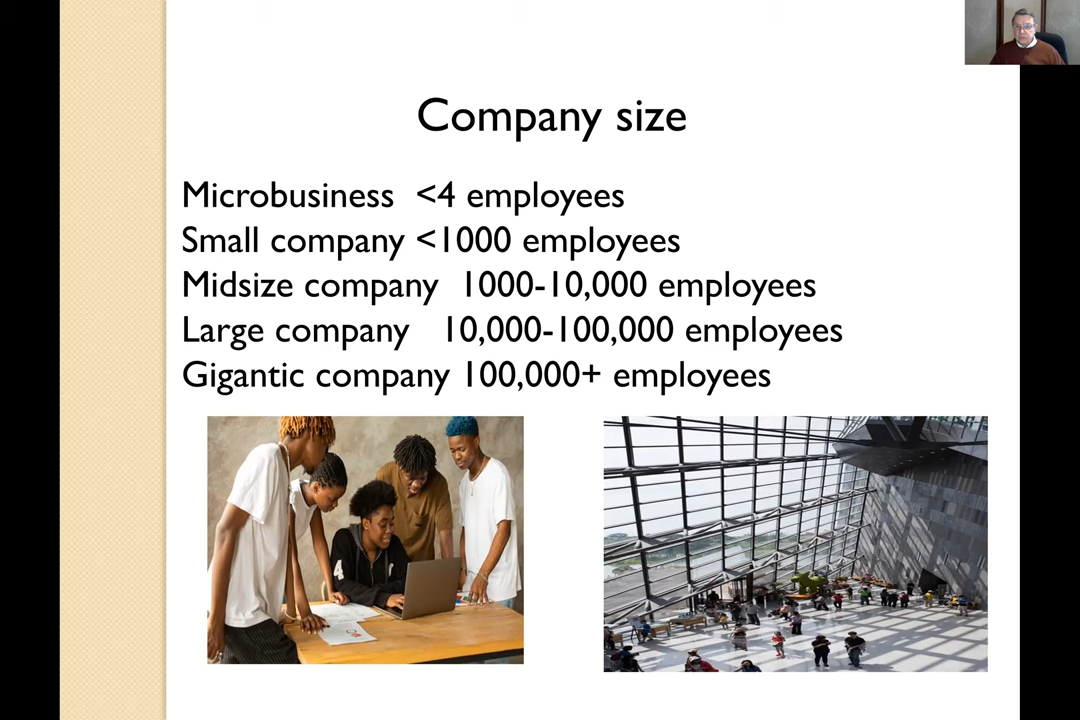 Company size
Microbusiness <4 employees
Small company <1000 employees
Midsize company 1000-10,000 employees
Large company 10,000-100,000 employees
Gigantic company 100,000+ employees